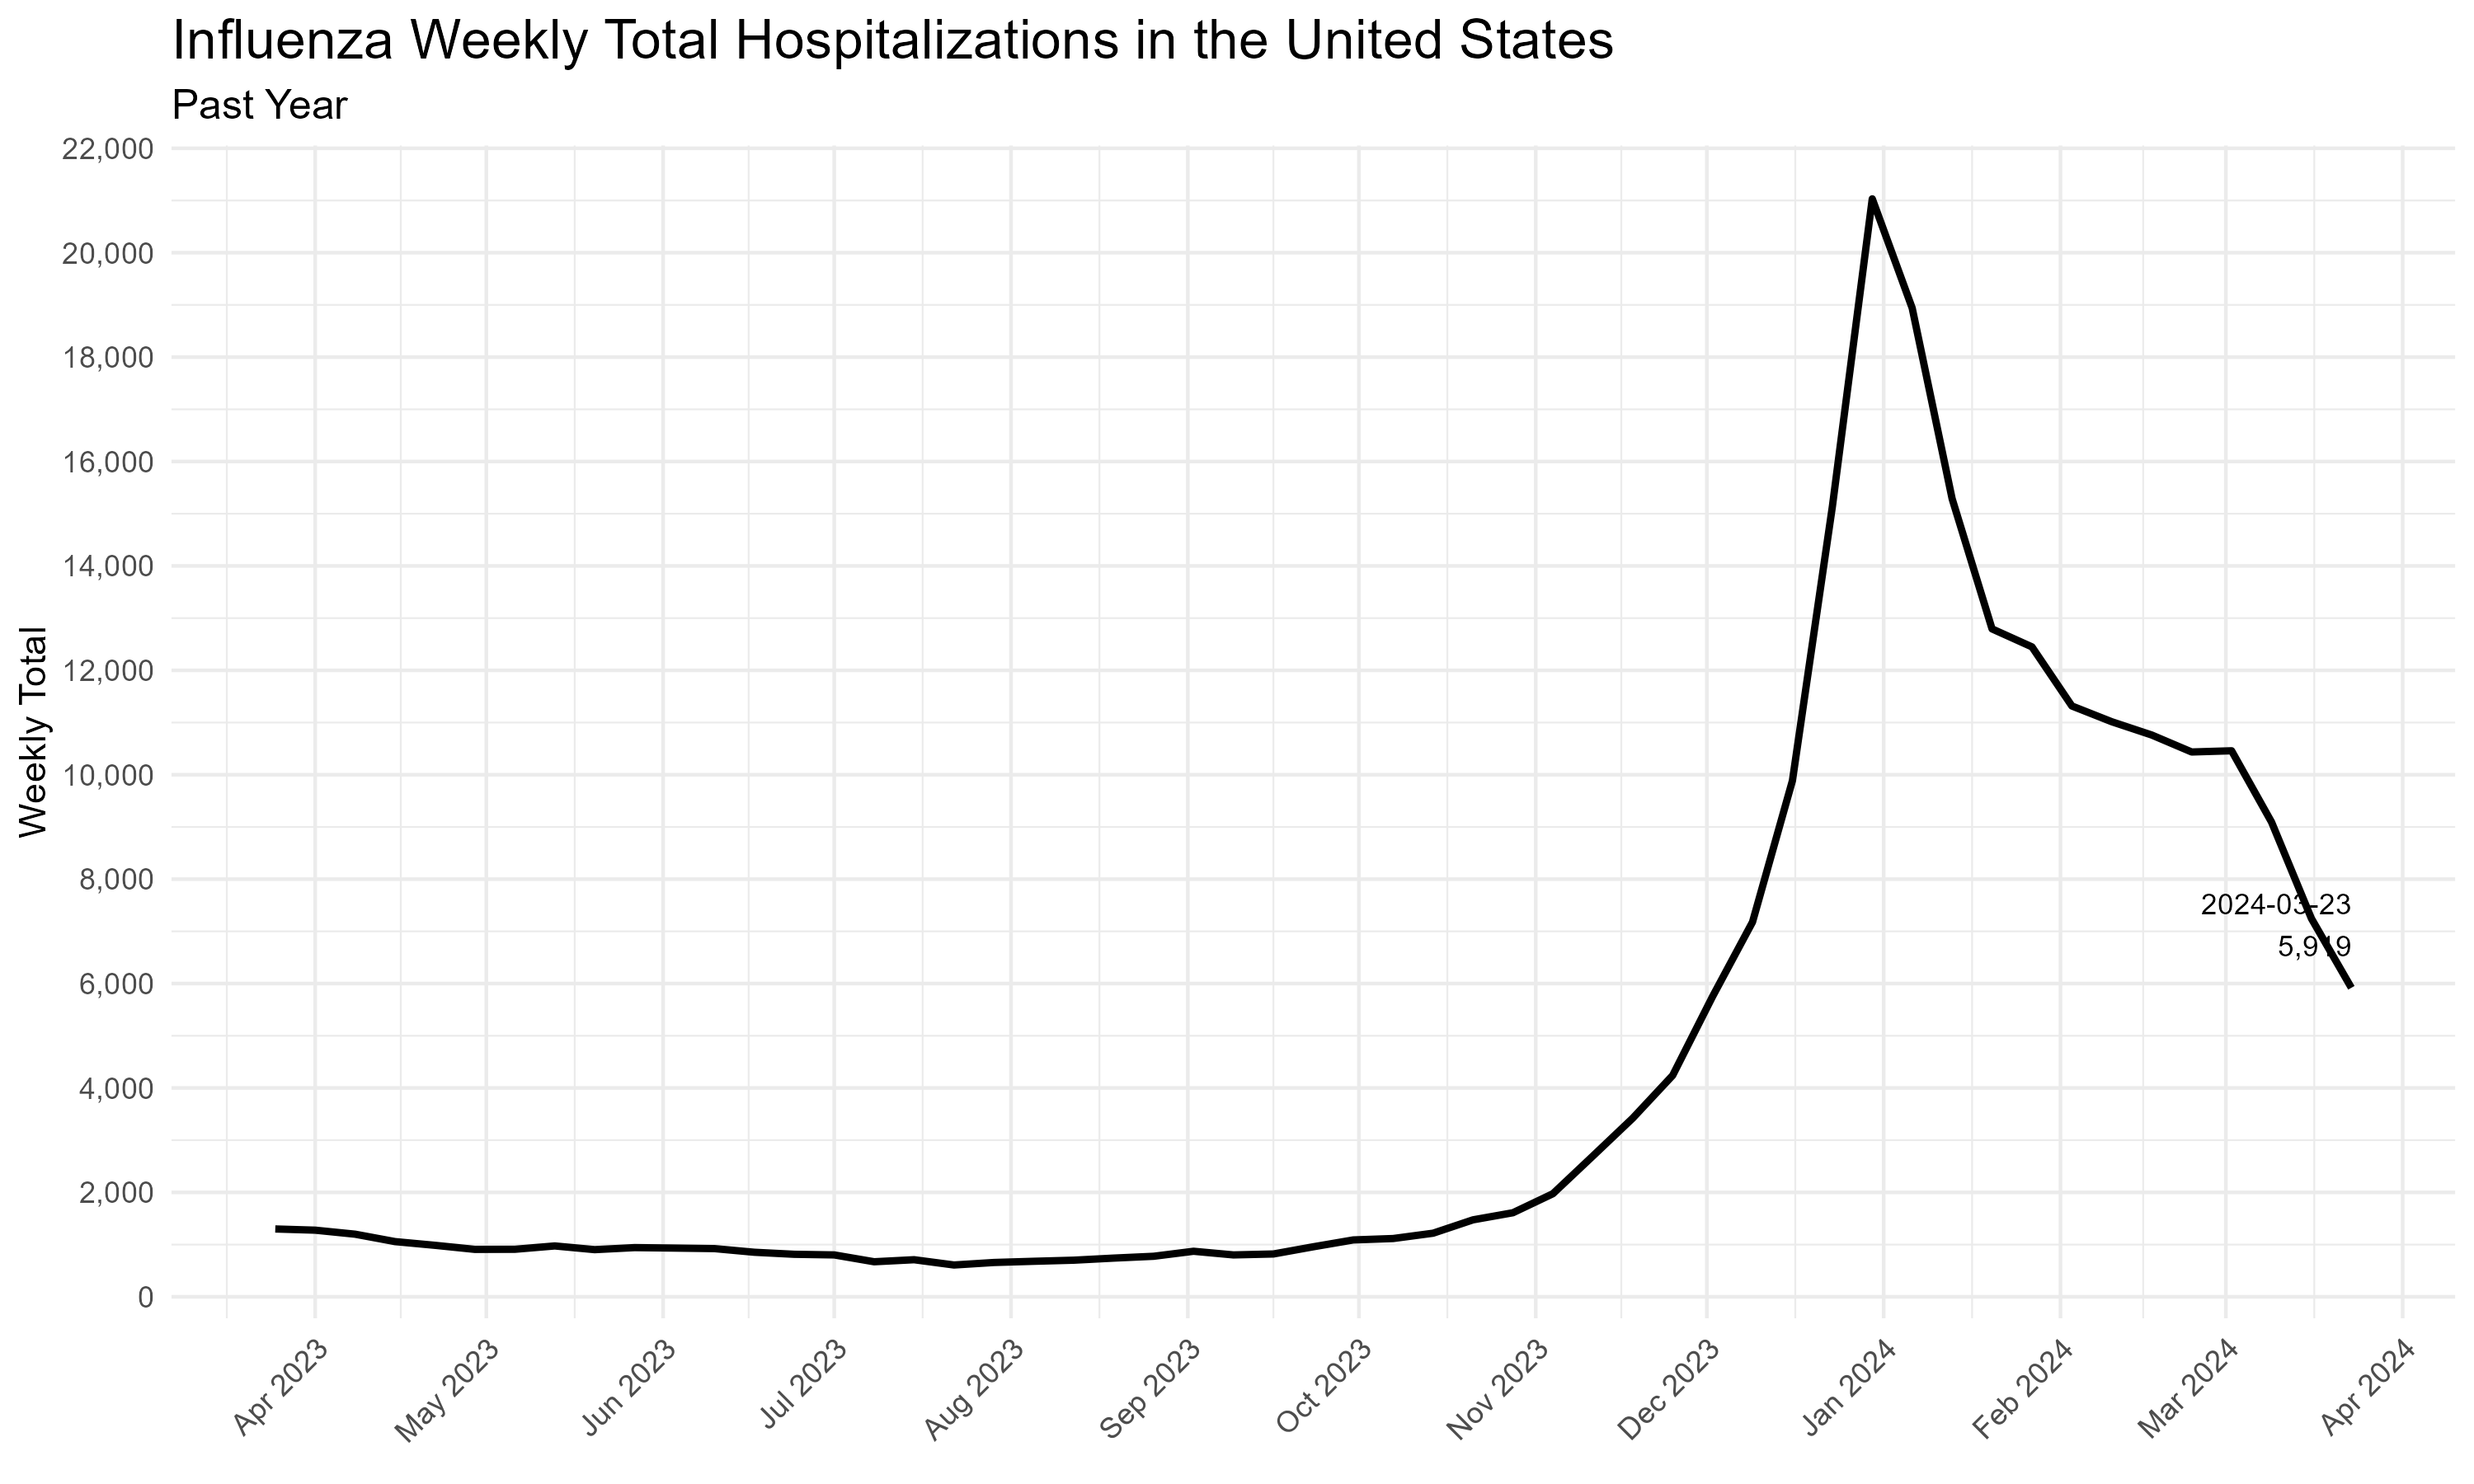 Influenza Weekly Total Hospitalizations in the United States
Past Year
22,000
20,000
18,000
16,000
14,000
12,000
10,000
8,000
6,000
4,000
2,000
0
Weekly Total
2024-03-23
5,919
Apr 2023
May 2023
Jun 2023
Jul 2023
Aug 2023
Sep 2023
Oct 2023
Nov 2023
Dec 2023
Jan 2024
Feb 2024
Mar 2024
Apr 2024